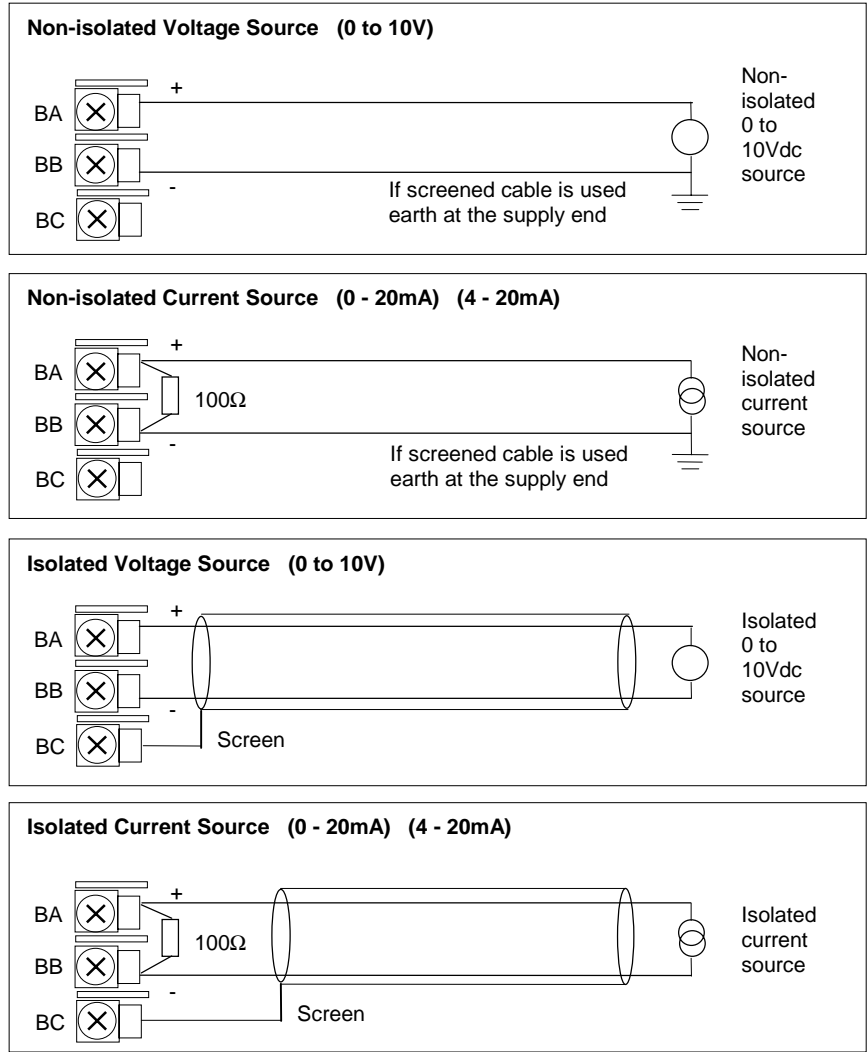 Non-isolated Voltage Source (0 to 10V)
+
BA
BB
-
BC
If screened cable is used
earth at the supply end
Non-
isolated
0 to
10Vdc
source
Non-isolated Current Source (0 - 20mA) (4 - 20mA)
+
BA
100Ω
BB
-
BC
If screened cable is used
earth at the supply end
Non-
isolated
current
source
Isolated Voltage Source (0 to 10V)
+
BA
BB
-
BC
Screen
Isolated
0 to
10Vdc
source
Isolated Current Source (0 - 20mA) (4 - 20mA)
+
BA
100Ω
BB
-
BC
Screen
Isolated
current
source